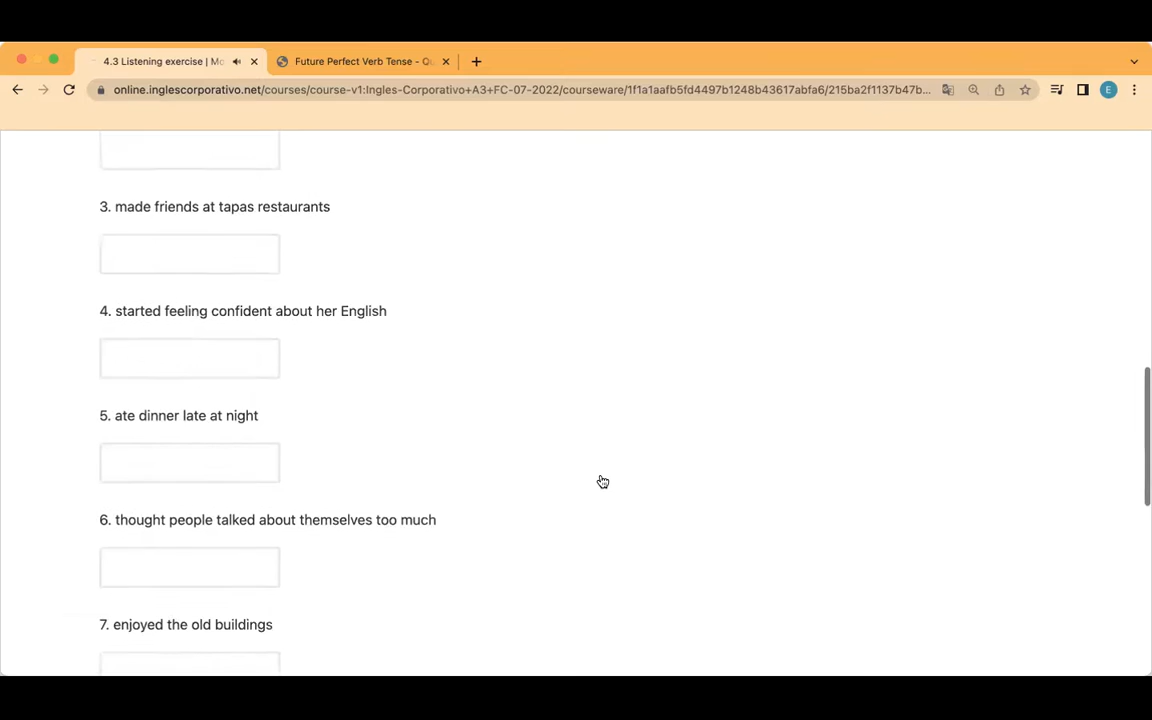 4.3 Listening exercise | Mo
Future Perfect Verb Tense - Qu
online.inglescorporativo.net/courses/course-v1:Ingles-Corporativo+A3+FC-07-2022/courseware/1f1a1aafb5fd4497b1248b43617abfa6/215ba2f1137b47b...
E
3. made friends at tapas restaurants
4. started feeling confident about her English
5. ate dinner late at night
6. thought people talked about themselves too much
7. enjoyed the old buildings